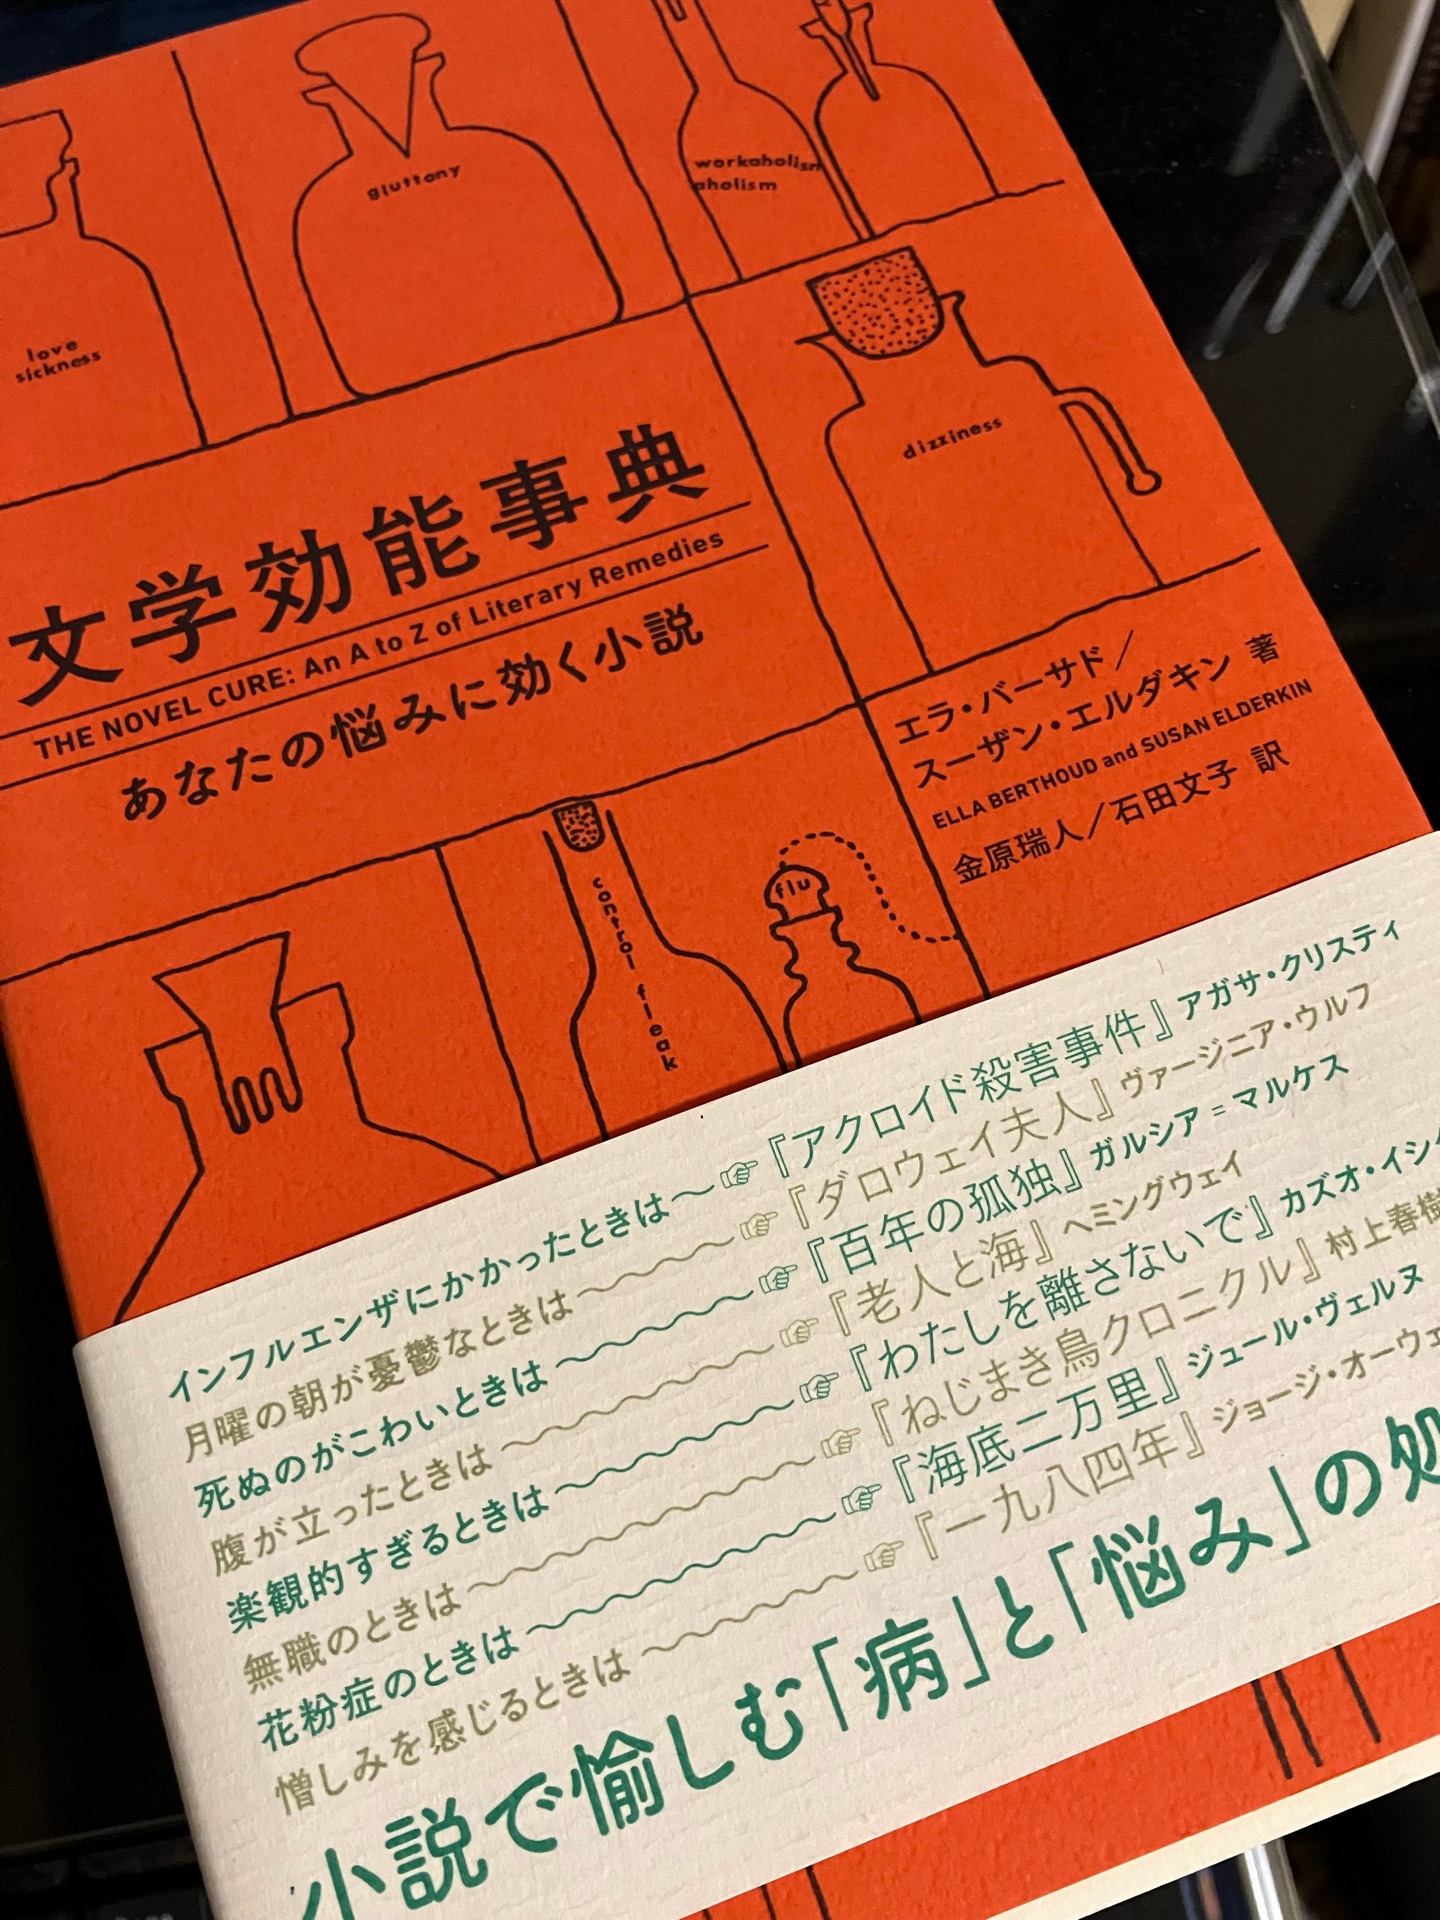 gluttony
workaholism
aholism
love
sickness
dizziness
文学効能事典
THE NOVEL CURE: An A to Z of Literary Remedies
あなたの悩みに効く小説
エラ・バーサド/
スーザン・エルダキン 著
ELLA BERTHOUD and SUSAN ELDERKIN
金原瑞人/石田文子 訳
control freak
flu
インフルエンザにかかったときは〜☞『アクロイド殺害事件』アガサ・クリスティ
月曜の朝が憂鬱なときは〜〜〜☞『ダロウェイ夫人』ヴァージニア・ウルフ
死ぬのがこわいときは〜〜〜☞『百年の孤独』ガルシア=マルケス
腹が立ったときは〜〜〜☞『老人と海』ヘミングウェイ
楽観的すぎるときは〜〜〜☞『わたしを離さないで』カズオ・イシ
無職のときは〜〜〜☞『ねじまき鳥クロニクル』村上春樹
花粉症のときは〜〜〜☞『海底二万里』ジュール・ヴェルヌ
憎しみを感じるときは〜〜〜☞『一九八四年』ジョージ・オーウェ
小説で愉しむ「病」と「悩み」の処